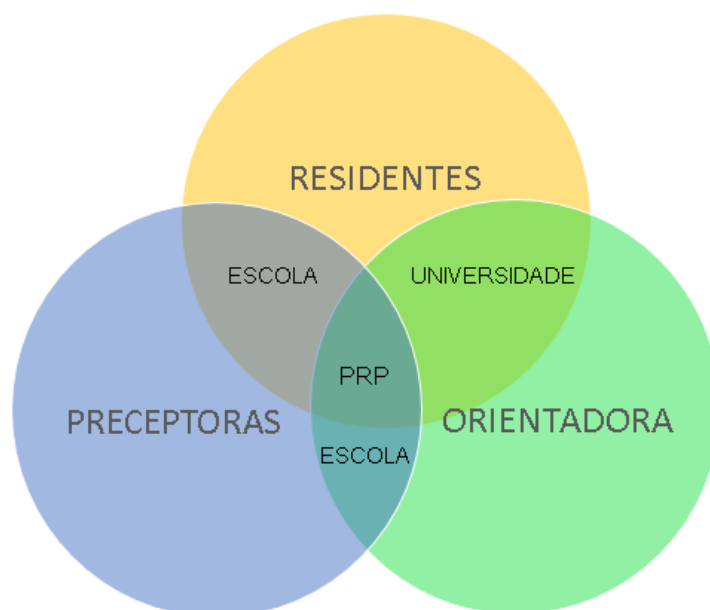 RESIDENTES
ESCOLA
UNIVERSIDADE
PRP
PRECEPTORAS
ORIENTADORA
ESCOLA